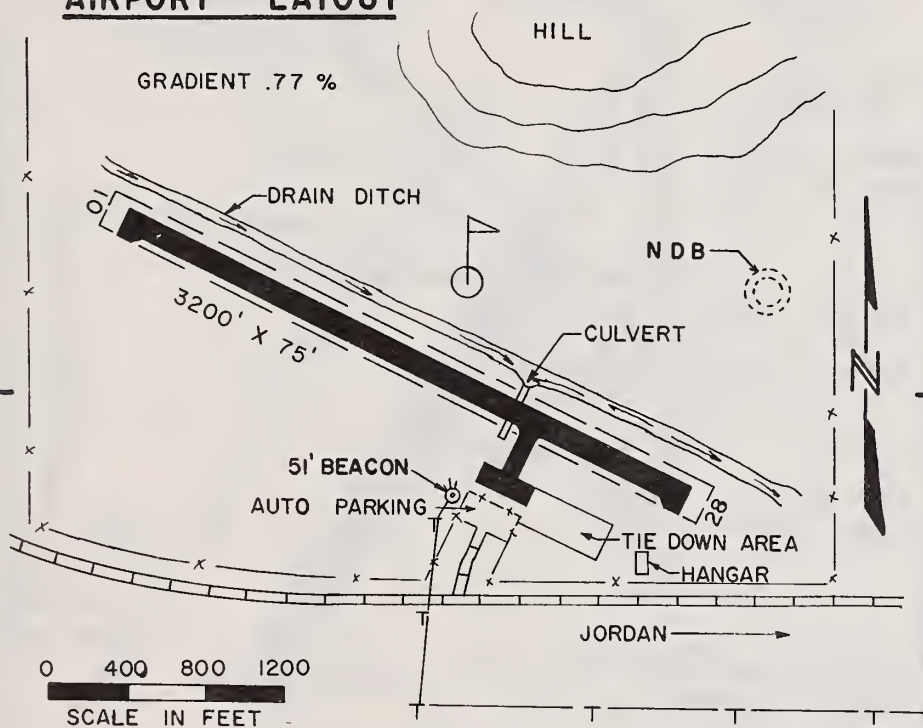 AIRPORT LAYOUT
HILL
GRADIENT .77 %
DRAIN DITCH
NDB
10
3200' X 75'
CULVERT
N
51' BEACON
AUTO PARKING
28
TIE DOWN AREA
HANGAR
T
T
JORDAN
0 400 800 1200
SCALE IN FEET
T T T